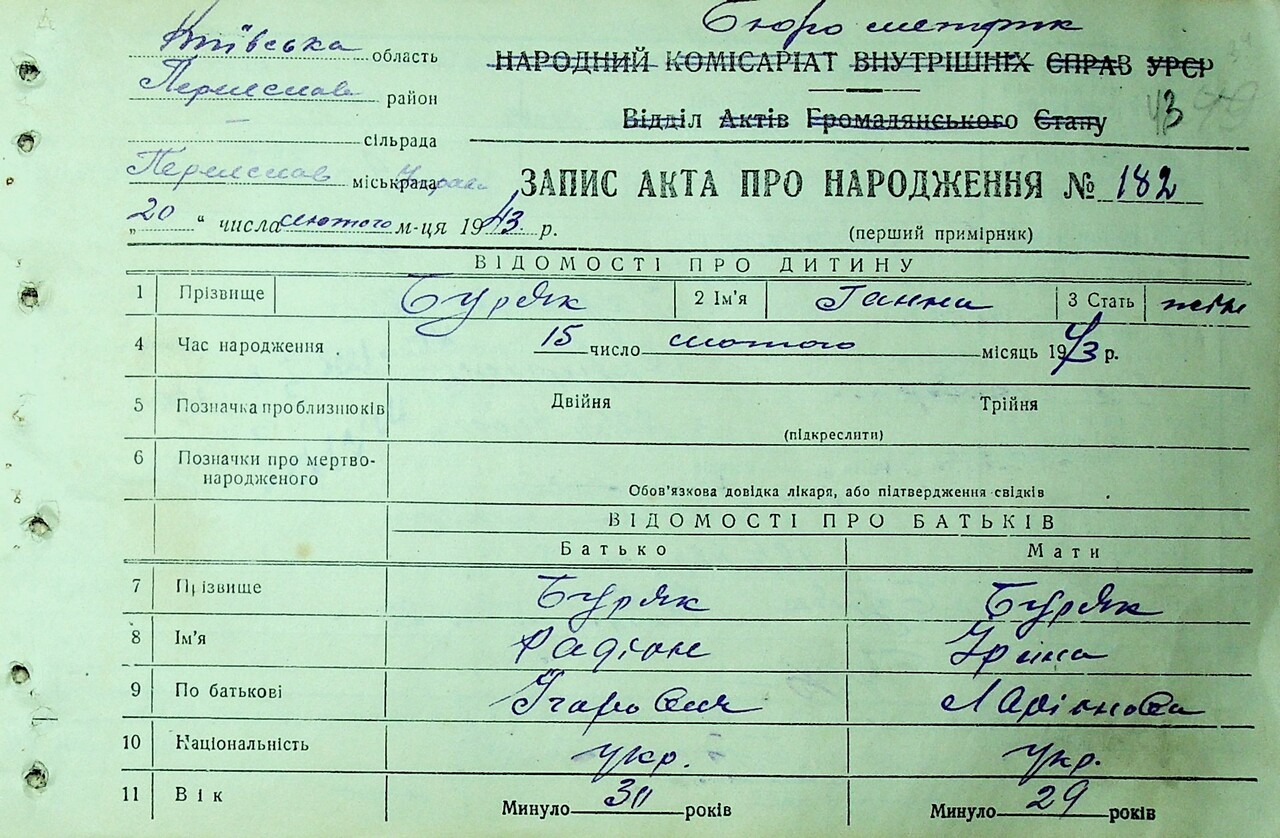 Київська область
Бюро метрик
НАРОДНИЙ КОМІСАРІАТ ВНУТРІШНІХ СПРАВ УРСР
Переяслав район
Відділ Актів Громадянського Стану
43
сільрада
Переяслав міськрада Управа
ЗАПИС АКТА ПРО НАРОДЖЕННЯ № 182
„20“ числа лютого м-ця 1943 р.
(перший примірник)
ВІДОМОСТІ ПРО ДИТИНУ
1 Прізвище Буряк 2 Ім'я Ганна 3 Стать жін
4 Час народження 15 число лютого місяць 1943 р.
5 Позначка про близнюків Двійня Трійня
(підкреслити)
6 Позначки про мертво-
народженого
Обов'язкова довідка лікаря, або підтвердження свідків
ВІДОМОСТІ ПРО БАТЬКІВ
Батько Мати
7 Прізвище Буряк Буряк
8 Ім'я Радіон Ірина
9 По батькові Ігорович Ларіонова
10 Національність укр. укр.
11 Вік Минуло 30 років Минуло 29 років